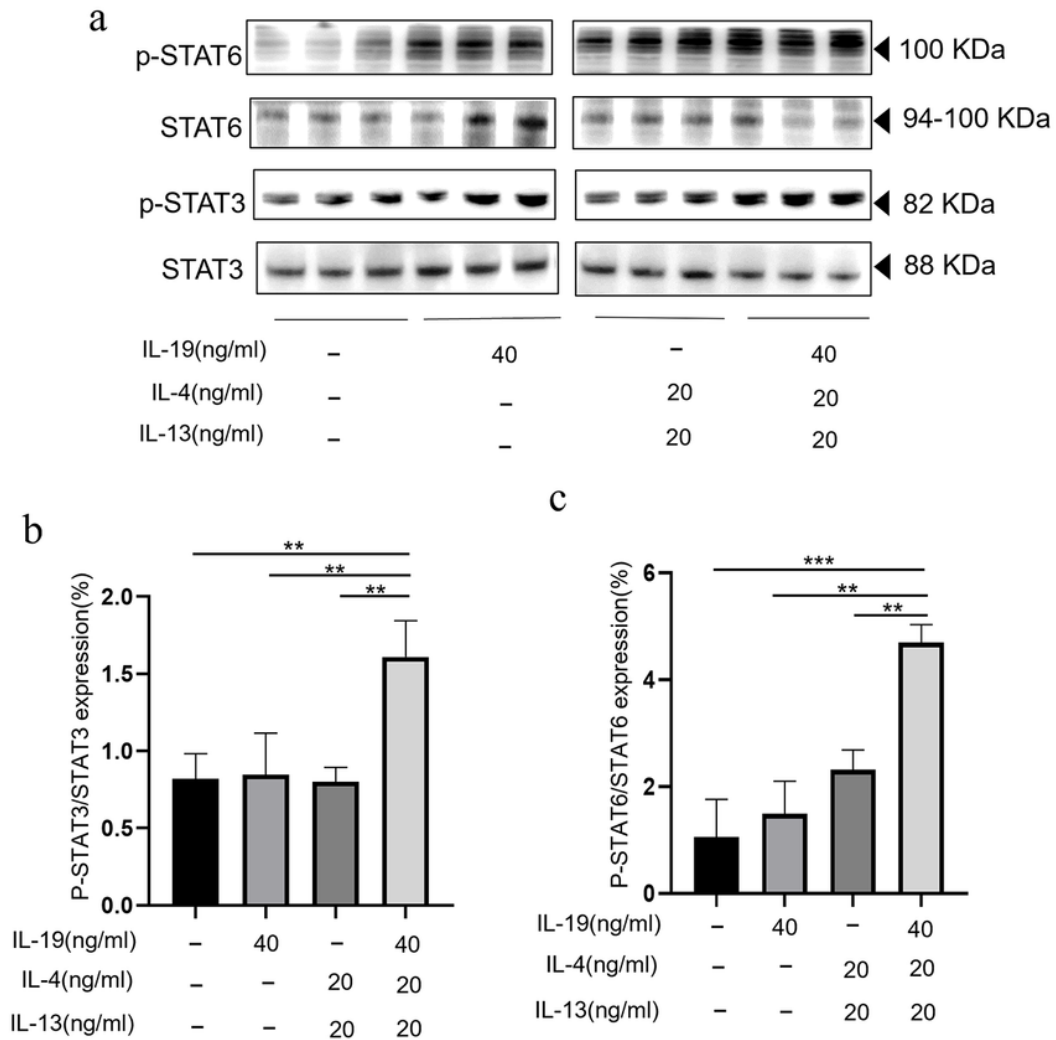 a
p-STAT6 100 KDa
STAT6 94-100 KDa
p-STAT3 82 KDa
STAT3 88 KDa
IL-19(ng/ml) – 40 – 40
IL-4(ng/ml) – – 20 20
IL-13(ng/ml) – – 20 20
b
** 
**
**
P-STAT3/STAT3 expression(%)
2.0
1.5
1.0
0.5
0.0
IL-19(ng/ml) – 40 – 40
IL-4(ng/ml) – – 20 20
IL-13(ng/ml) – – 20 20
c
***
**
**
P-STAT6/STAT6 expression(%)
6
4
2
0
IL-19(ng/ml) – 40 – 40
IL-4(ng/ml) – – 20 20
IL-13(ng/ml) – – 20 20